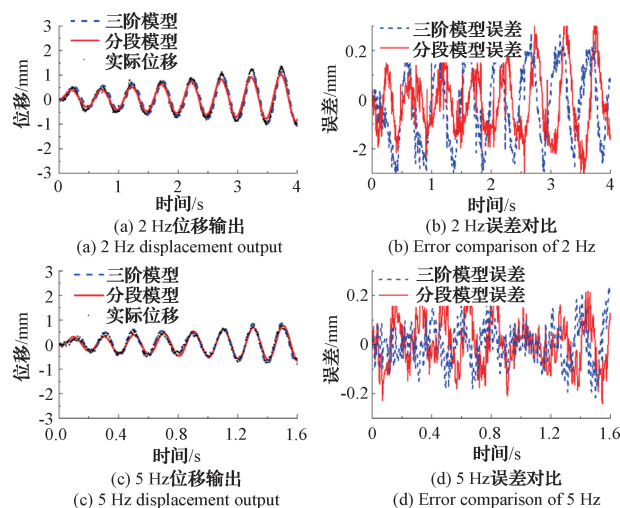 三阶模型
分段模型
实际位移
位移/mm
3
2
1
0
-1
-2
-3
0 1 2 3 4
时间/s
(a) 2 Hz位移输出
(a) 2 Hz displacement output
三阶模型误差
分段模型误差
误差/mm
0.2
0
-2
0 1 2 3 4
时间/s
(b) 2 Hz误差对比
(b) Error comparison of 2 Hz
三阶模型
分段模型
实际位移
位移/mm
3
2
1
0
-1
-2
-3
0.0 0.4 0.8 1.2 1.6
时间/s
(c) 5 Hz位移输出
(c) 5 Hz displacement output
三阶模型误差
分段模型误差
误差/mm
0.2
0
-0.2
0 0.4 0.8 1.2 1.6
时间/s
(d) 5 Hz误差对比
(d) Error comparison of 5 Hz